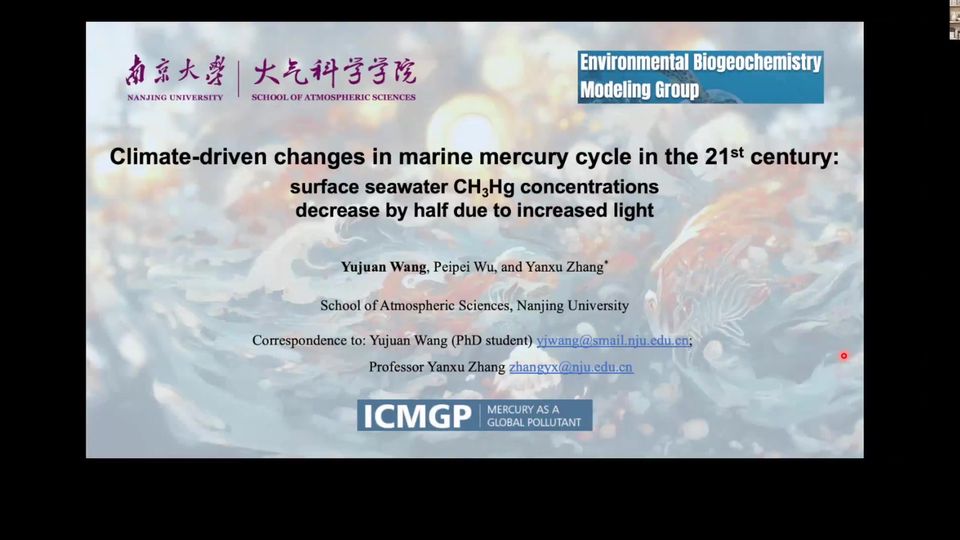 南京大學
NANJING UNIVERSITY
大气科学学院
SCHOOL OF ATMOSPHERIC SCIENCES
Environmental Biogeochemistry
Modeling Group
Climate-driven changes in marine mercury cycle in the 21st century:
surface seawater CH3Hg concentrations
decrease by half due to increased light
Yujuan Wang, Peipei Wu, and Yanxu Zhang*
School of Atmospheric Sciences, Nanjing University
Correspondence to: Yujuan Wang (PhD student) yjwang@smail.nju.edu.cn;
Professor Yanxu Zhang zhangyx@nju.edu.cn
ICMGP
MERCURY AS A
GLOBAL POLLUTANT